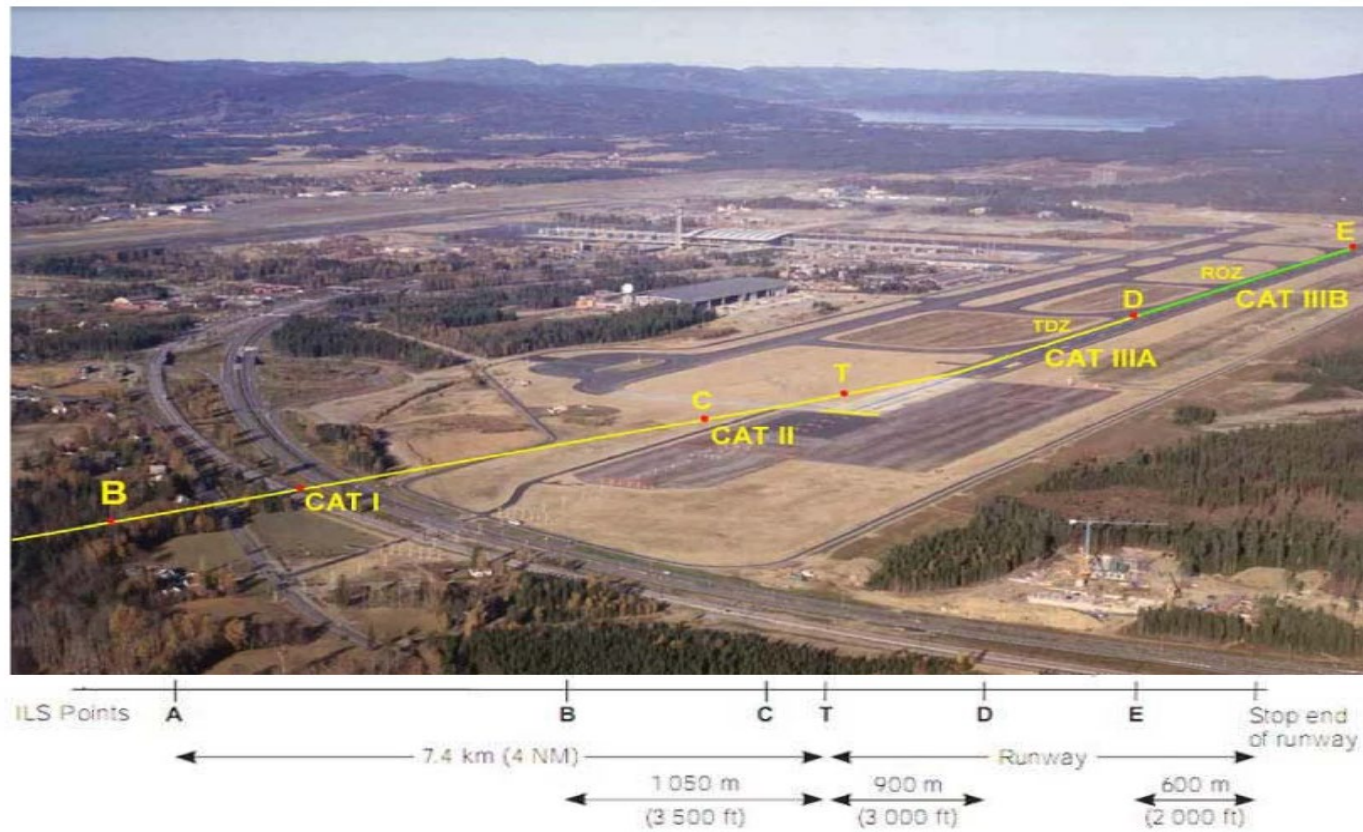 E
ROZ
D
CAT IIIB
TDZ
CAT IIIA
T
C
CAT II
B
CAT I
ILS Points A B C T D E Stop end
of runway
7.4 km (4 NM) Runway
1 050 m 900 m 600 m
(3 500 ft) (3 000 ft) (2 000 ft)